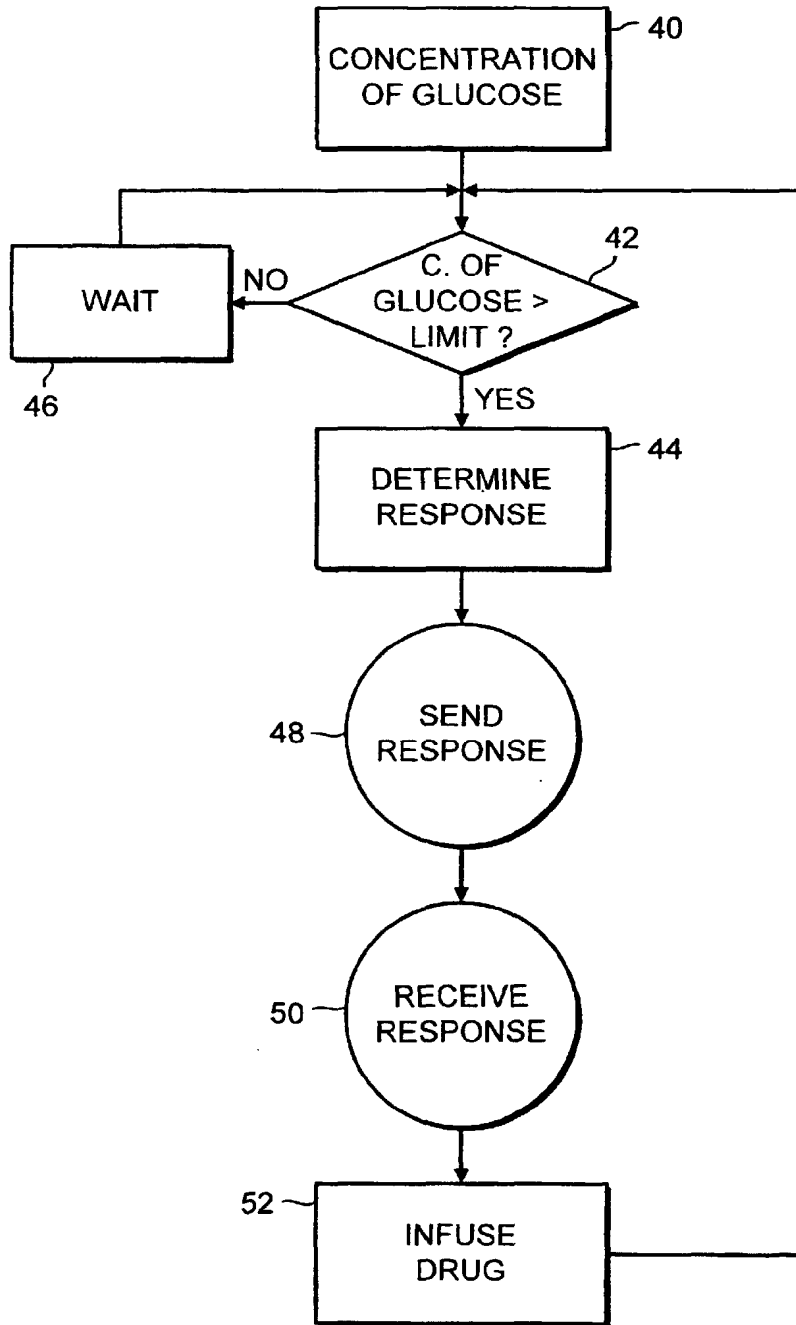 40
CONCENTRATION
OF GLUCOSE
42
C. OF
GLUCOSE >
LIMIT ?
NO
WAIT
46
YES
44
DETERMINE
RESPONSE
48
SEND
RESPONSE
50
RECEIVE
RESPONSE
52
INFUSE
DRUG